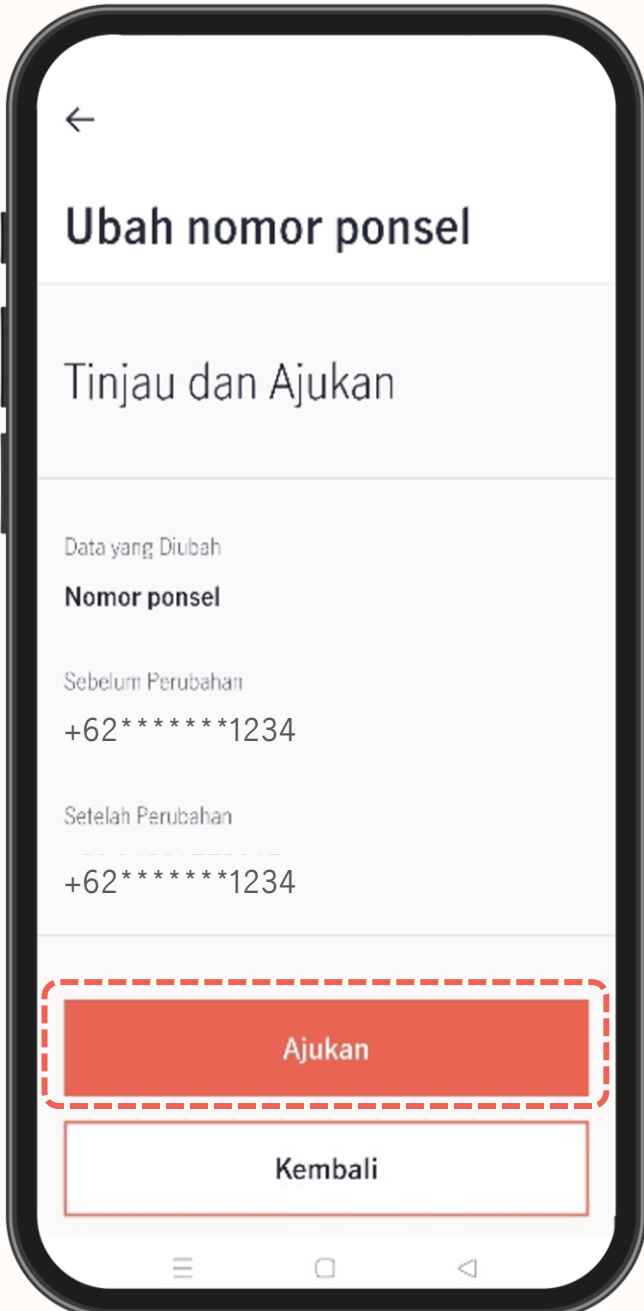 Ubah nomor ponsel
Tinjau dan Ajukan
Data yang Diubah
Nomor ponsel
Sebelum Perubahan
+62*******1234
Setelah Perubahan
+62*******1234
Ajukan
Kembali